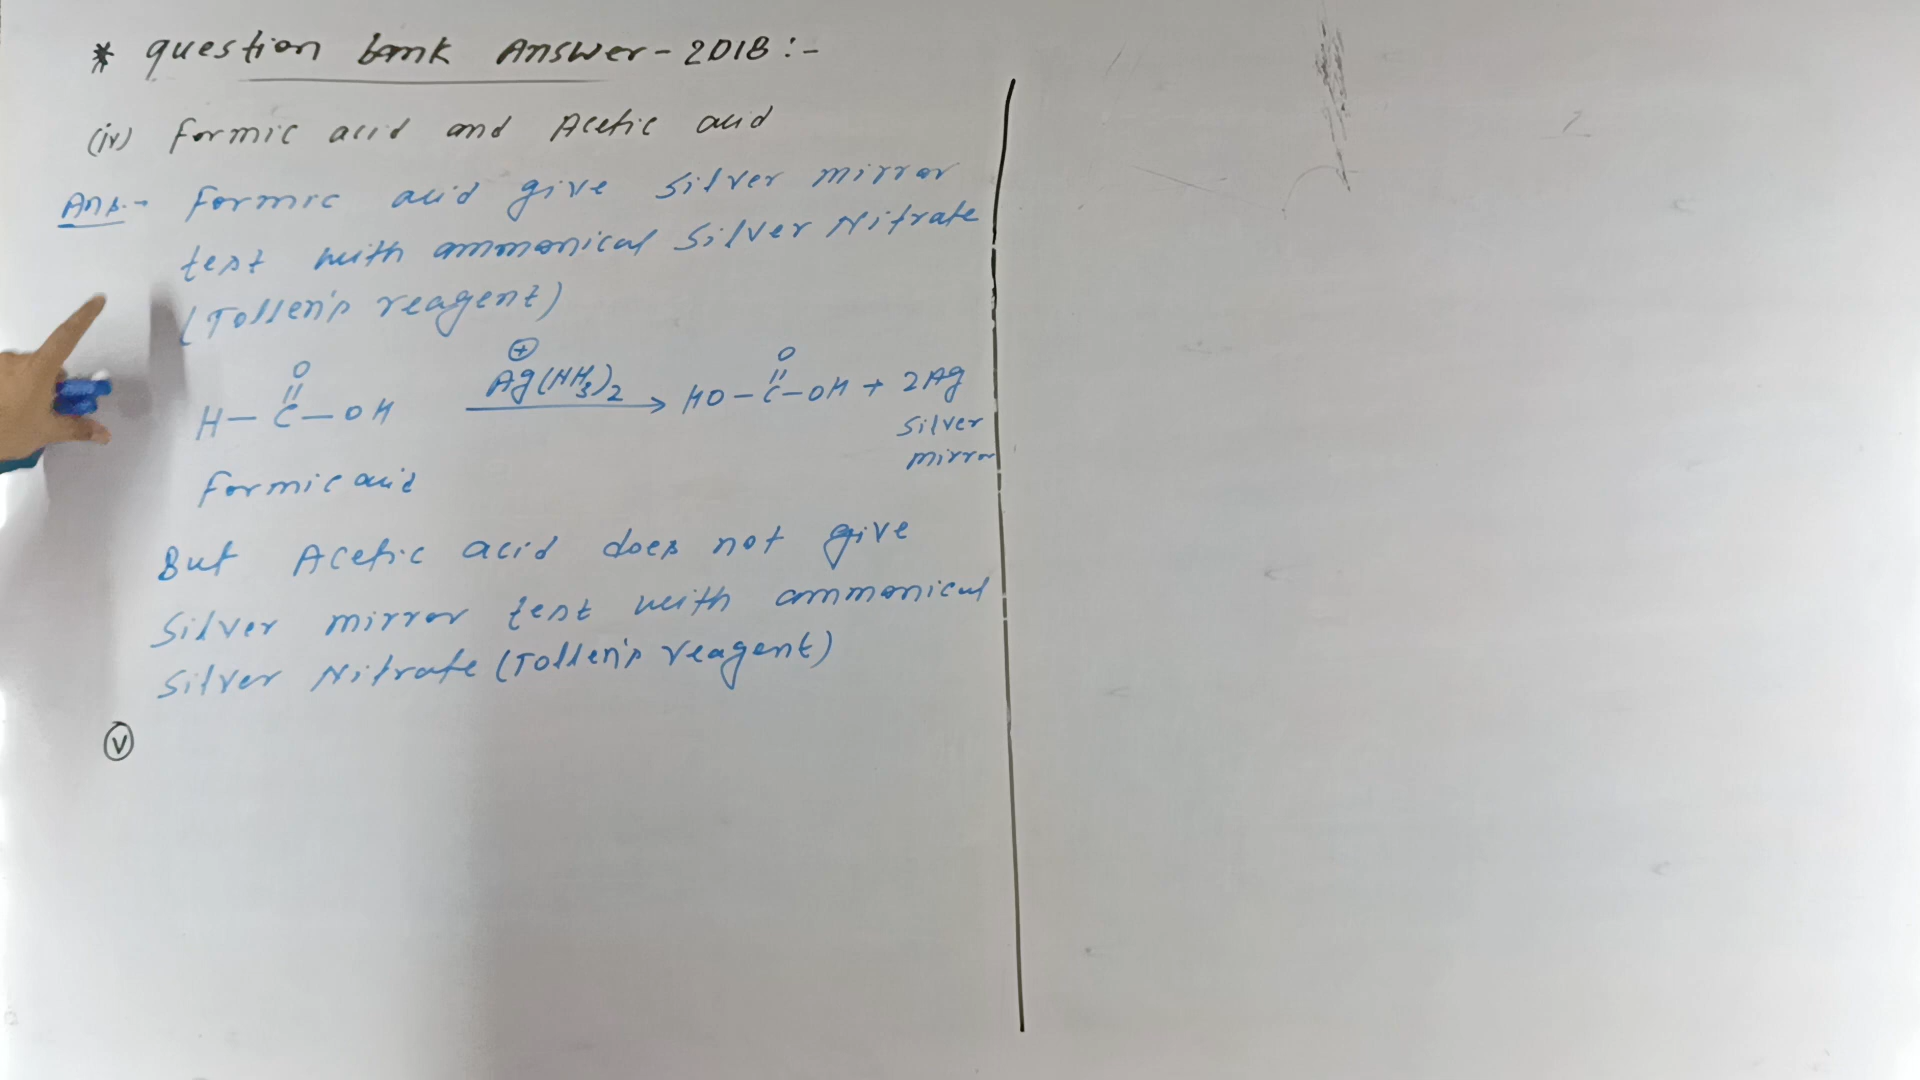 * question bank Answer - 2018 :-
(iv) Formic acid and Acetic acid
Ans:- Formic acid give silver mirror
test with ammonical silver Nitrate
(Tollen's reagent)
H-C(=O)-OH →[Ag(NH3)2]⊕ HO-C(=O)-OH + 2Ag
silver
mirror
Formic acid
But Acetic acid does not give
silver mirror test with ammonical
silver Nitrate (Tollen's reagent)
(v)